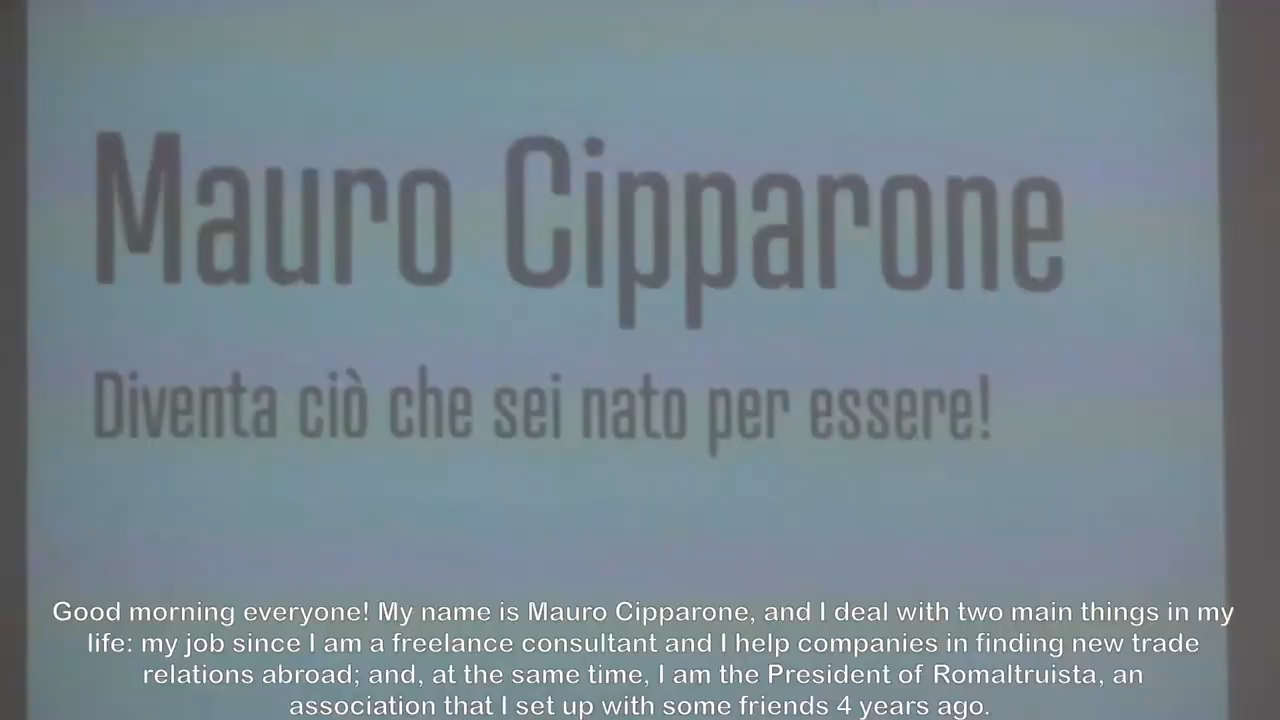 Mauro Cipparone
Diventa ciò che sei nato per essere!
Good morning everyone! My name is Mauro Cipparone, and I deal with two main things in my
life: my job since I am a freelance consultant and I help companies in finding new trade
relations abroad; and, at the same time, I am the President of Romaltruista, an
association that I set up with some friends 4 years ago.